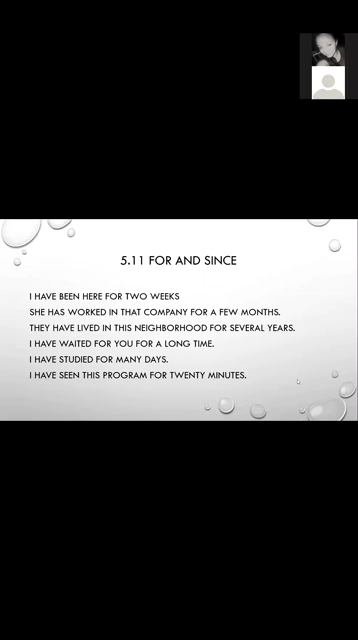 5.11 FOR AND SINCE
I HAVE BEEN HERE FOR TWO WEEKS
SHE HAS WORKED IN THAT COMPANY FOR A FEW MONTHS.
THEY HAVE LIVED IN THIS NEIGHBORHOOD FOR SEVERAL YEARS.
I HAVE WAITED FOR YOU FOR A LONG TIME.
I HAVE STUDIED FOR MANY DAYS.
I HAVE SEEN THIS PROGRAM FOR TWENTY MINUTES.